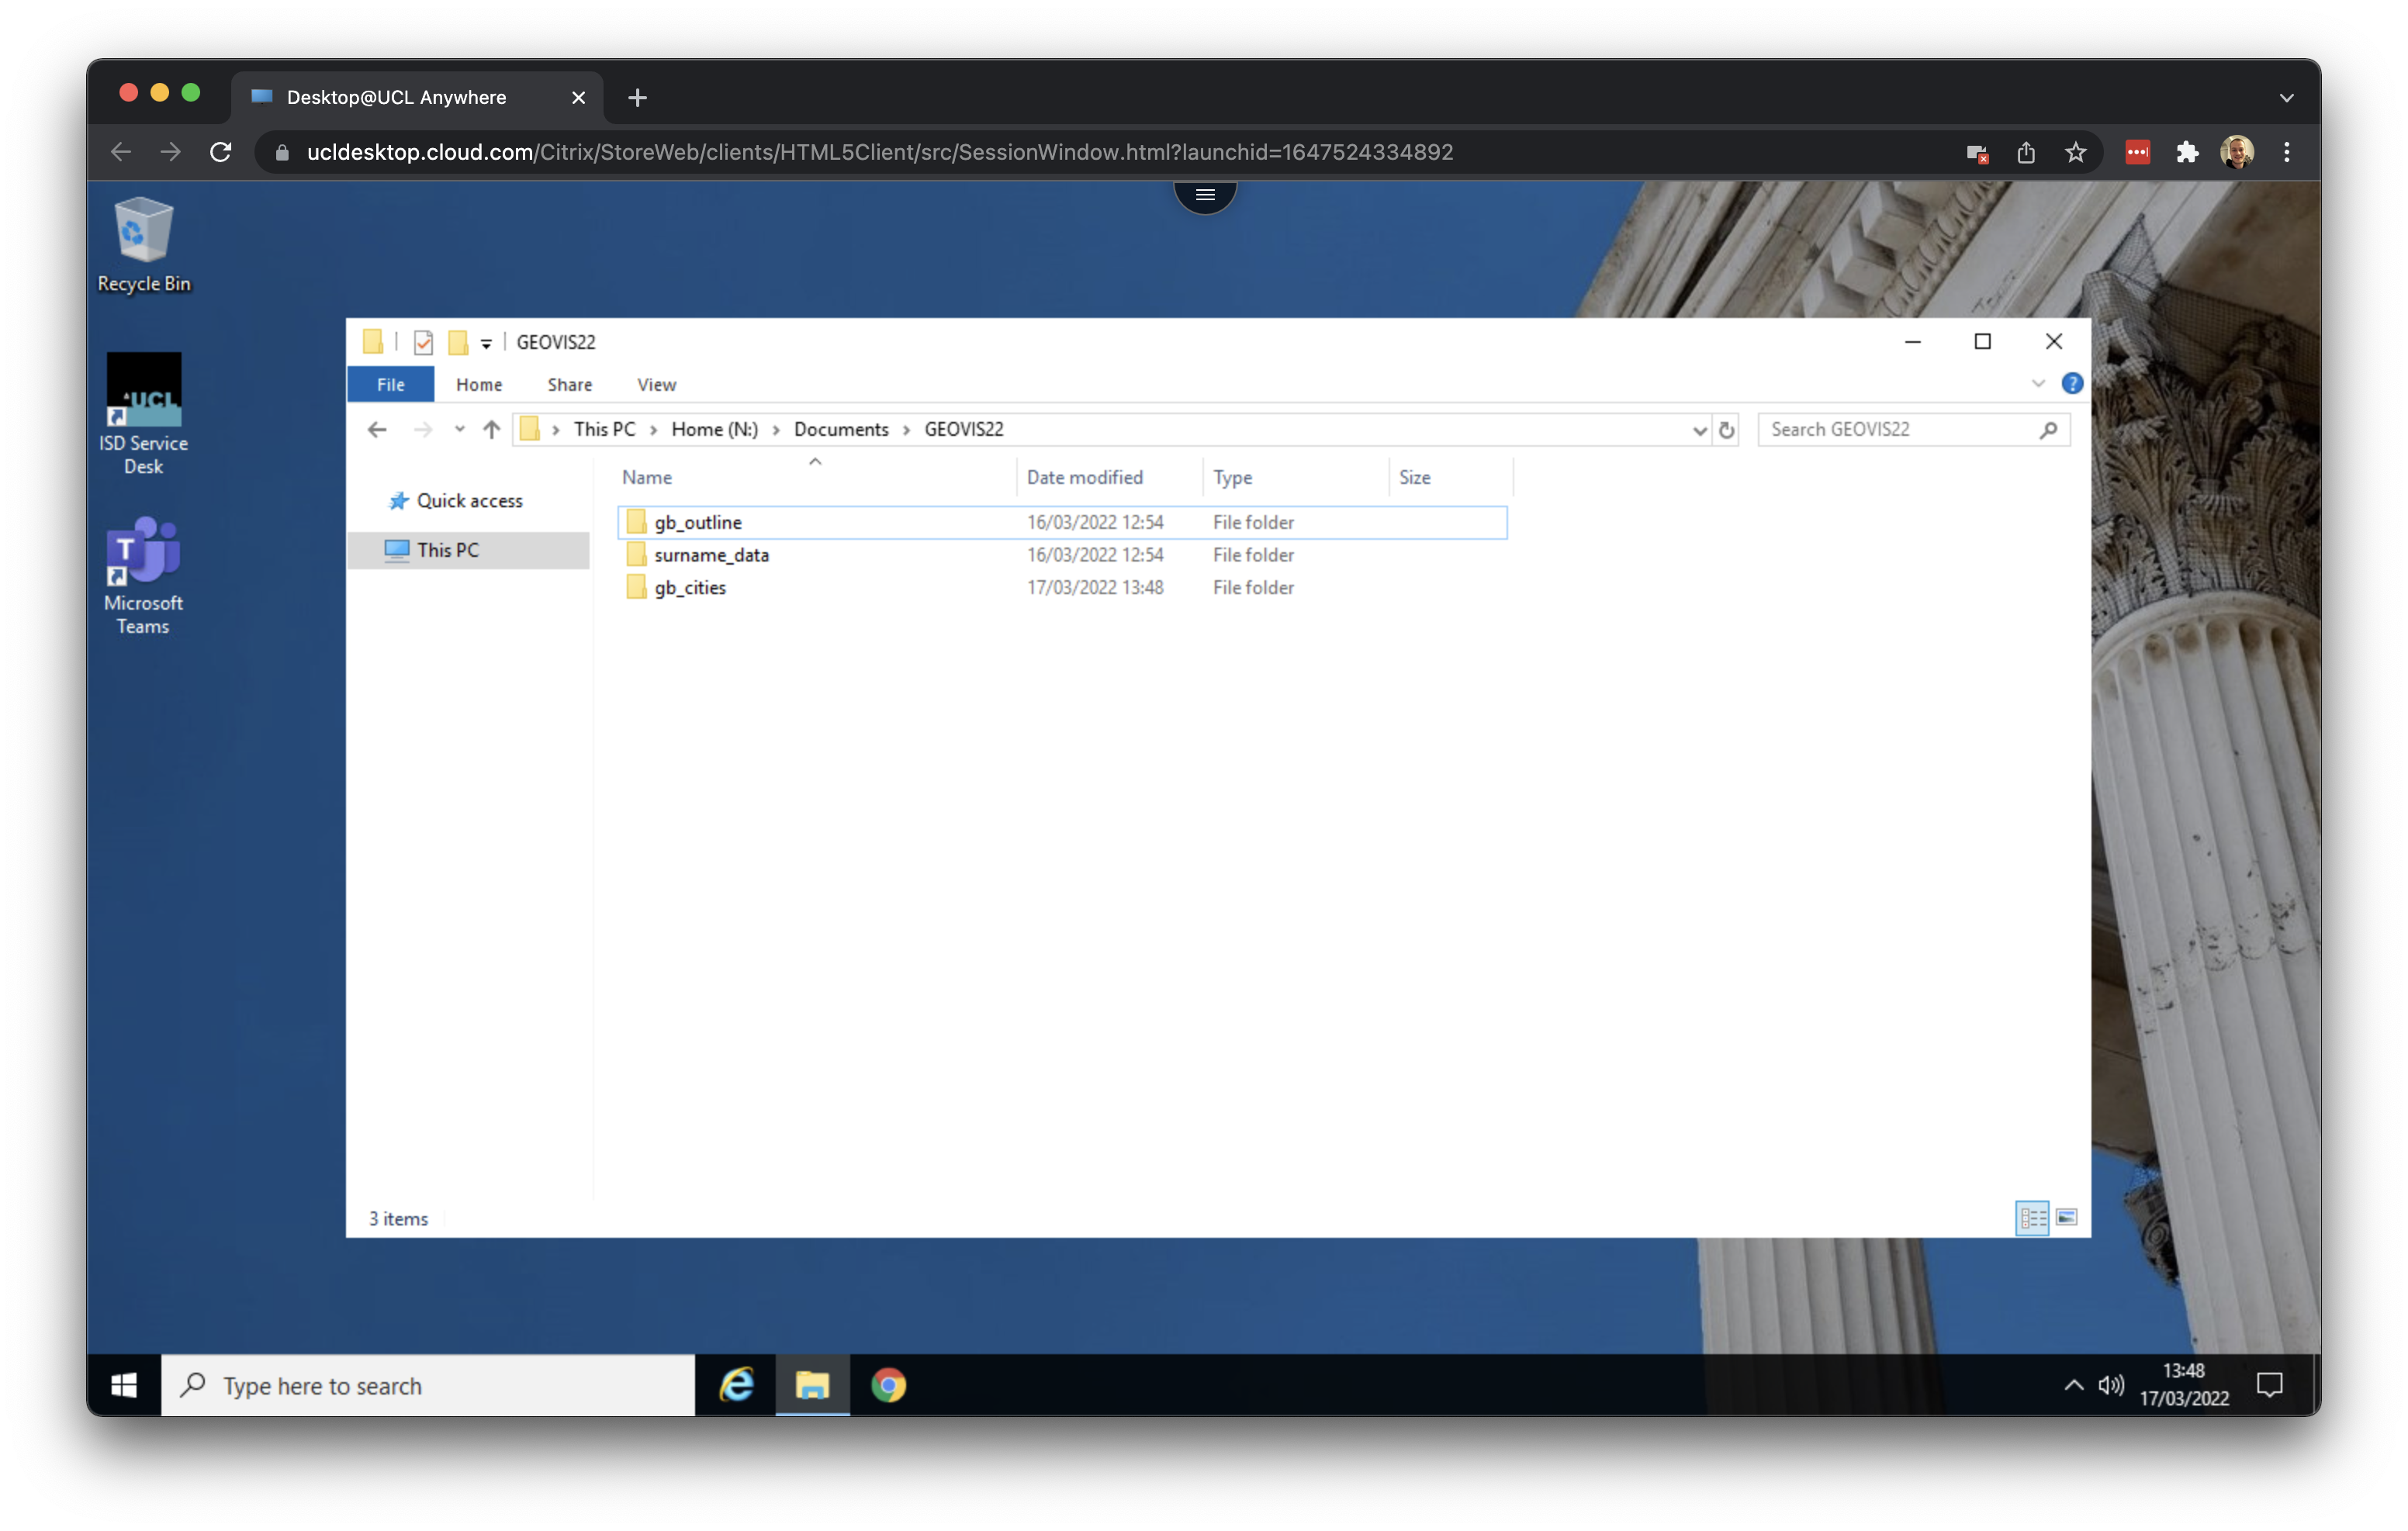 Desktop@UCL Anywhere
ucldesktop.cloud.com/Citrix/StoreWeb/clients/HTML5Client/src/SessionWindow.html?launchid=1647524334892
Recycle Bin
UCL
ISD Service
Desk
T
Microsoft
Teams
GEOVIS22
File Home Share View
This PC > Home (N:) > Documents > GEOVIS22
Search GEOVIS22
Quick access
This PC
Name Date modified Type Size
gb_outline 16/03/2022 12:54 File folder
surname_data 16/03/2022 12:54 File folder
gb_cities 17/03/2022 13:48 File folder
3 items
Type here to search
13:48
17/03/2022